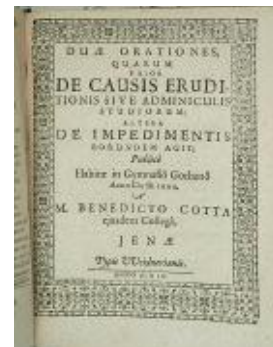 DUÆ ORATIONES,
QUARUM
PRIOR
DE CAUSIS ERUDI-
TIONIS SIVE ADMINICULIS
STUDIORUM;
ALTERA
DE IMPEDIMENTIS
EORUNDEM AGIT;
Publicè
Habitæ in Gymnasio Gothano
M. BENEDICTO COTTA
ejusdem Collegâ,
JENÆ
Typis